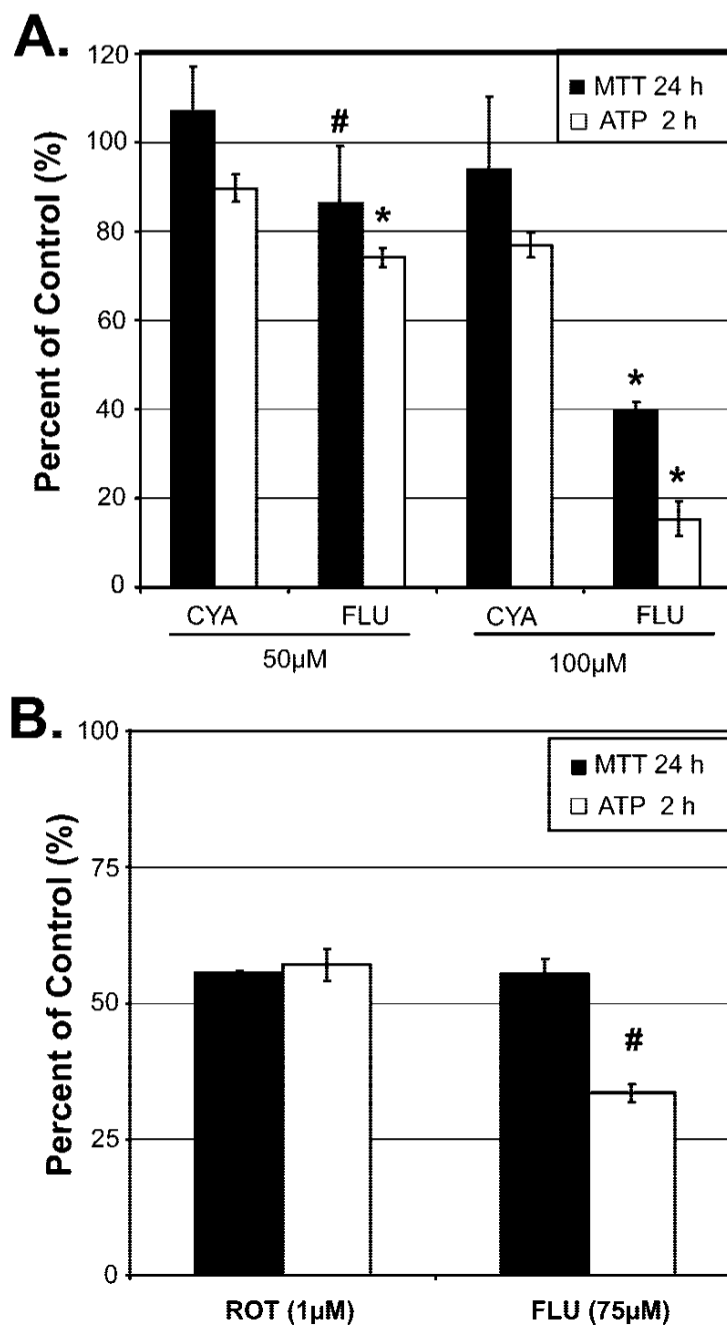 A.
120
100
80
60
40
20
0
Percent of Control (%)
MTT 24 h
ATP 2 h
#
*
*
*
CYA FLU CYA FLU
50µM 100µM
B.
100
75
50
25
0
Percent of Control (%)
MTT 24 h
ATP 2 h
#
ROT (1µM) FLU (75µM)